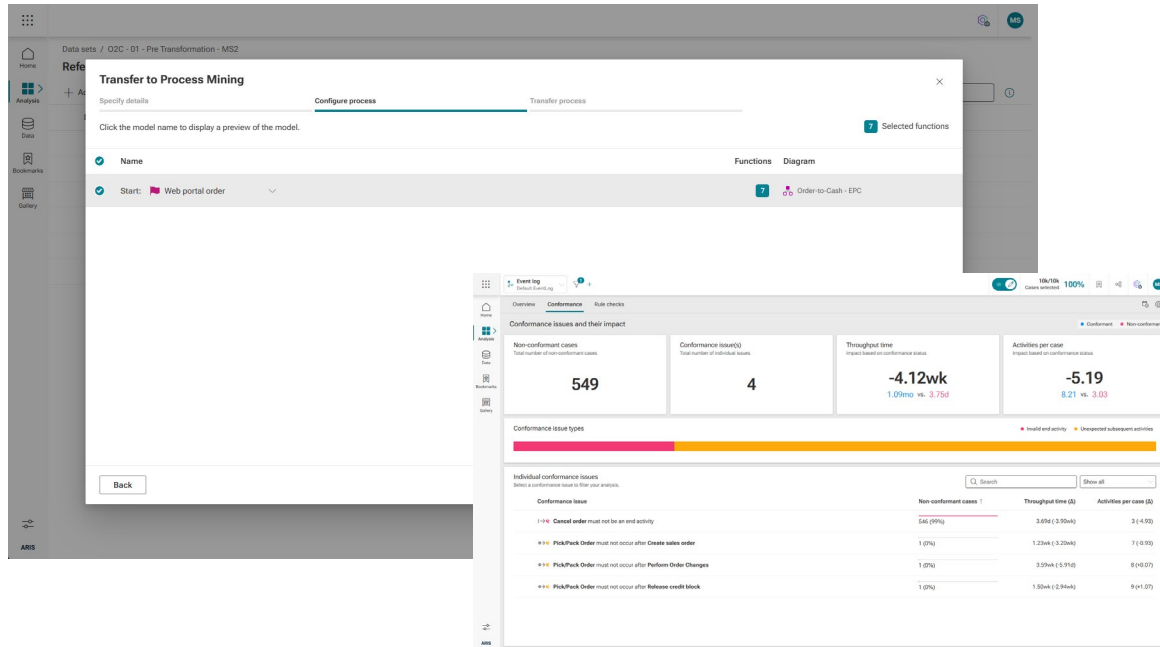 MS
Home
Analysis
Data
Bookmarks
Gallery
ARIS
Data sets / O2C - 01 - Pre Transformation - MS2
Refe
Transfer to Process Mining
Specify details
Configure process
Transfer process
Click the model name to display a preview of the model.
7 Selected functions
Name Functions Diagram
Start: Web portal order 7 Order-to-Cash - EPC
Back
Event log
Default EventLog
1
10k/10k
Cases selected
100%
Home
Analysis
Data
Bookmarks
Gallery
ARIS
Overview Conformance Rule checks
Conformance issues and their impact
Conformant Non-conformant
Non-conformant cases
Total number of non-conformant cases.
549
Conformance issue(s)
Total number of individual issues.
4
Throughput time
Impact based on conformance status
-4.12wk
1.09mo vs. 3.75d
Activities per case
Impact based on conformance status
-5.19
8.21 vs. 3.03
Conformance issue types
Invalid end activity Unexpected subsequent activities
Individual conformance issues
Select a conformance issue to filter your analysis.
Search
Show all
Conformance issue Non-conformant cases ↑ Throughput time (Δ) Activities per case (Δ)
Cancel order must not be an end activity 546 (99%) 3.69d (-3.90wk) 3 (-4.93)
Pick/Pack Order must not occur after Create sales order 1 (0%) 1.23wk (-3.20wk) 7 (-0.93)
Pick/Pack Order must not occur after Perform Order Changes 1 (0%) 3.59wk (-5.91d) 8 (+0.07)
Pick/Pack Order must not occur after Release credit block 1 (0%) 1.50wk (-2.94wk) 9 (+1.07)